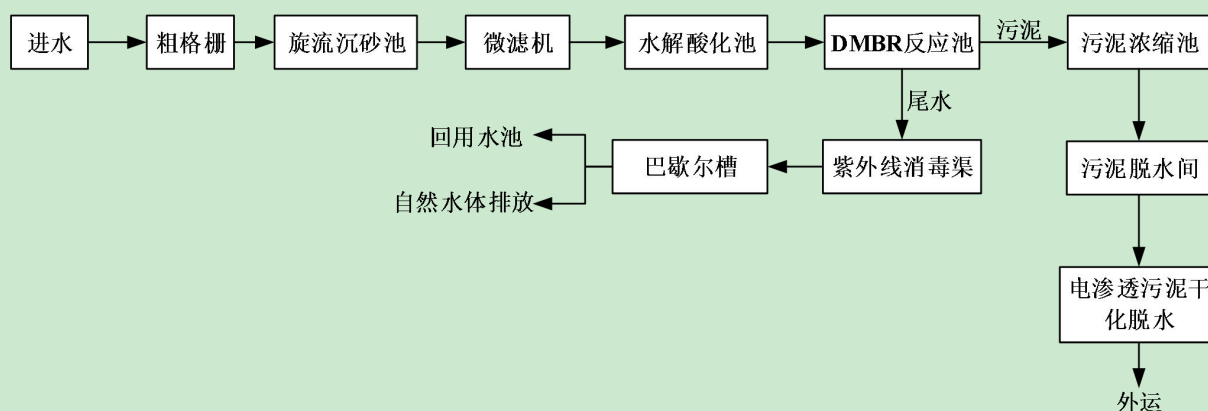 进水
粗格栅
旋流沉砂池
微滤机
水解酸化池
DMBR反应池
污泥
污泥浓缩池
尾水
回用水池
自然水体排放
巴歇尔槽
紫外线消毒渠
污泥脱水间
电渗透污泥干
化脱水
外运